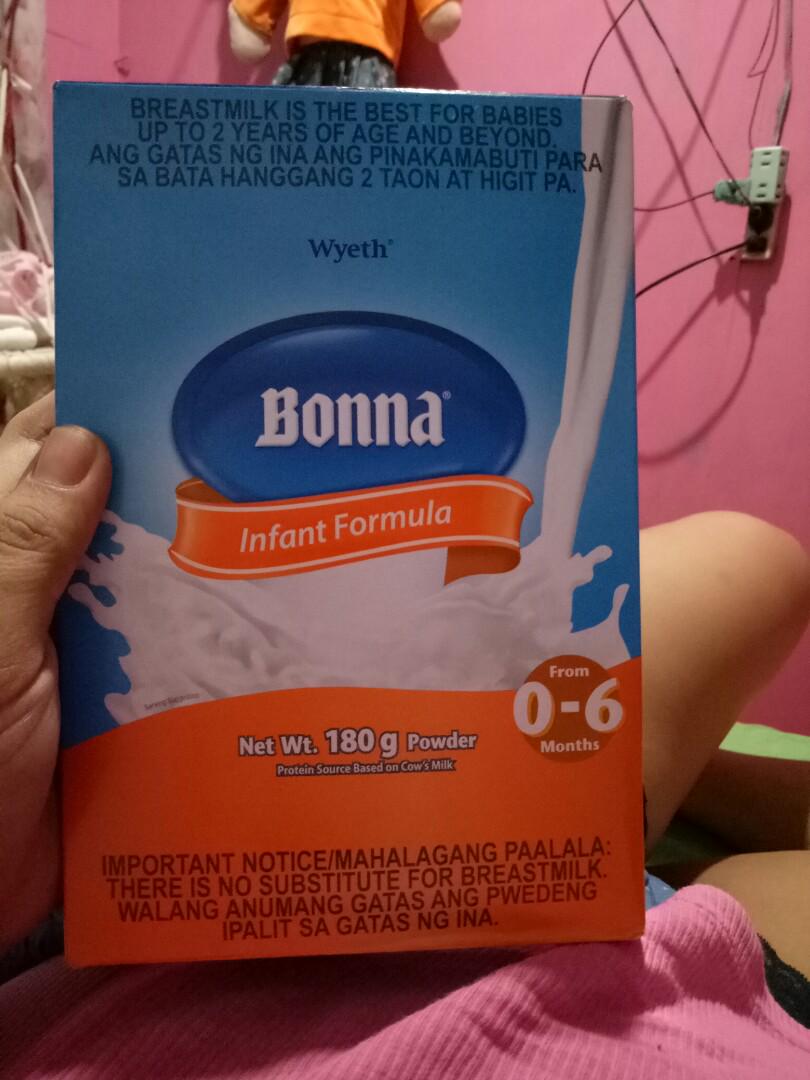 BREASTMILK IS THE BEST FOR BABIES
UP TO 2 YEARS OF AGE AND BEYOND.
ANG GATAS NG INA ANG PINAKAMABUTI PARA
SA BATA HANGGANG 2 TAON AT HIGIT PA.
Wyeth®
Bonna®
Infant Formula
Serving Suggestion
From
0-6
Months
Net Wt. 180 g Powder
Protein Source Based on Cow's Milk
IMPORTANT NOTICE/MAHALAGANG PAALALA:
THERE IS NO SUBSTITUTE FOR BREASTMILK.
WALANG ANUMANG GATAS ANG PWEDENG
IPALIT SA GATAS NG INA.